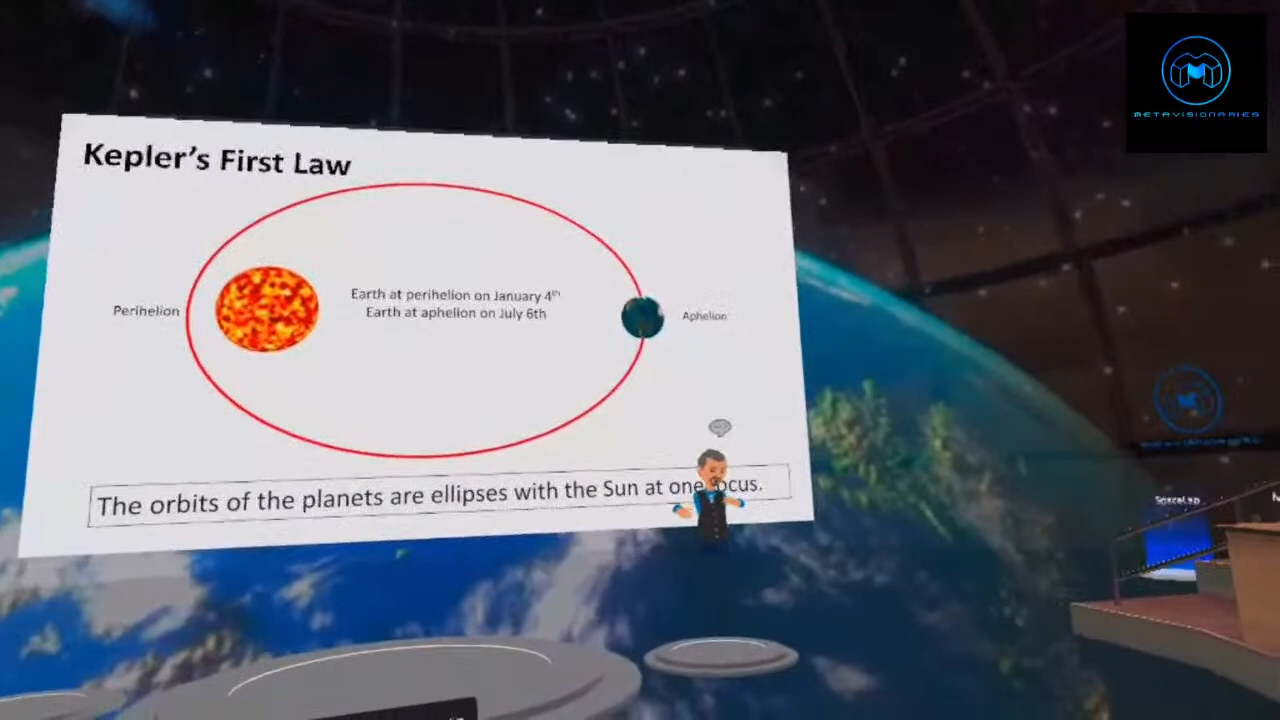 METAVISIONARIES
Kepler's First Law
Earth at perihelion on January 4th
Earth at aphelion on July 6th
Perihelion
Aphelion
The orbits of the planets are ellipses with the Sun at one focus.